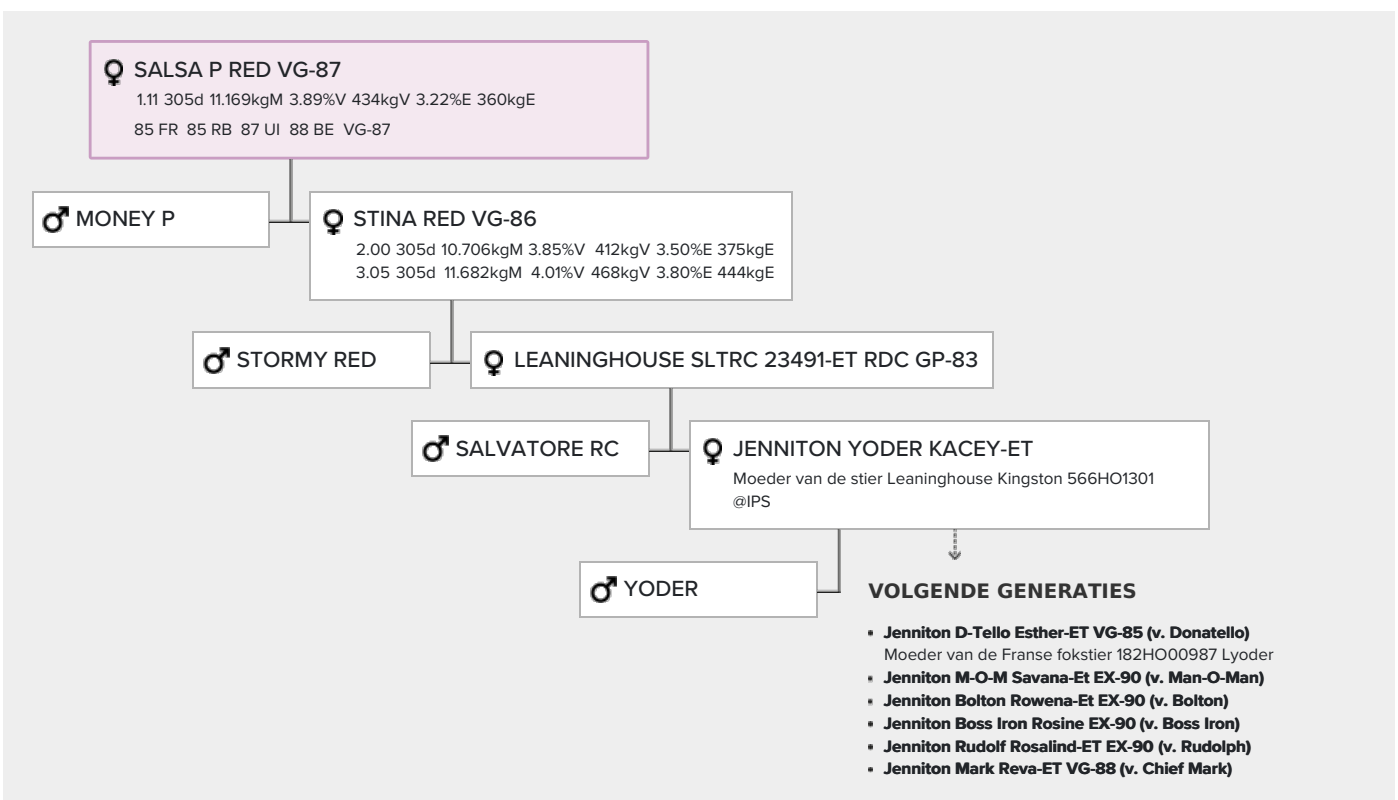 SALSA P RED VG-87
1.11 305d 11.169kgM 3.89%V 434kgV 3.22%E 360kgE
85 FR 85 RB 87 UI 88 BE VG-87
MONEY P
STINA RED VG-86
2.00 305d 10.706kgM 3.85%V 412kgV 3.50%E 375kgE
3.05 305d 11.682kgM 4.01%V 468kgV 3.80%E 444kgE
STORMY RED
LEANINGHOUSE SLTRC 23491-ET RDC GP-83
SALVATORE RC
JENNITON YODER KACEY-ET
Moeder van de stier Leaninghouse Kingston 566HO1301
@IPS
YODER
VOLGENDE GENERATIES
• Jenniton D-Tello Esther-ET VG-85 (v. Donatello)
Moeder van de Franse fokstier 182HO00987 Lyoder
• Jenniton M-O-M Savana-Et EX-90 (v. Man-O-Man)
• Jenniton Bolton Rowena-Et EX-90 (v. Bolton)
• Jenniton Boss Iron Rosine EX-90 (v. Boss Iron)
• Jenniton Rudolf Rosalind-ET EX-90 (v. Rudolph)
• Jenniton Mark Reva-ET VG-88 (v. Chief Mark)